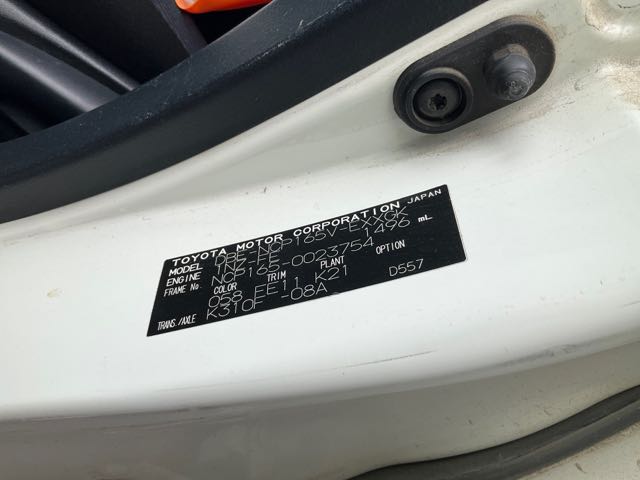 TOYOTA MOTOR CORPORATION JAPAN
MODEL DBE-NCP165V-EXXGK
ENGINE 1NZ-FE 1496 mL
FRAME No. NCP165-0023754
COLOR TRIM PLANT OPTION
058 FE11 K21 D557
TRANS./AXLE K310F -08A